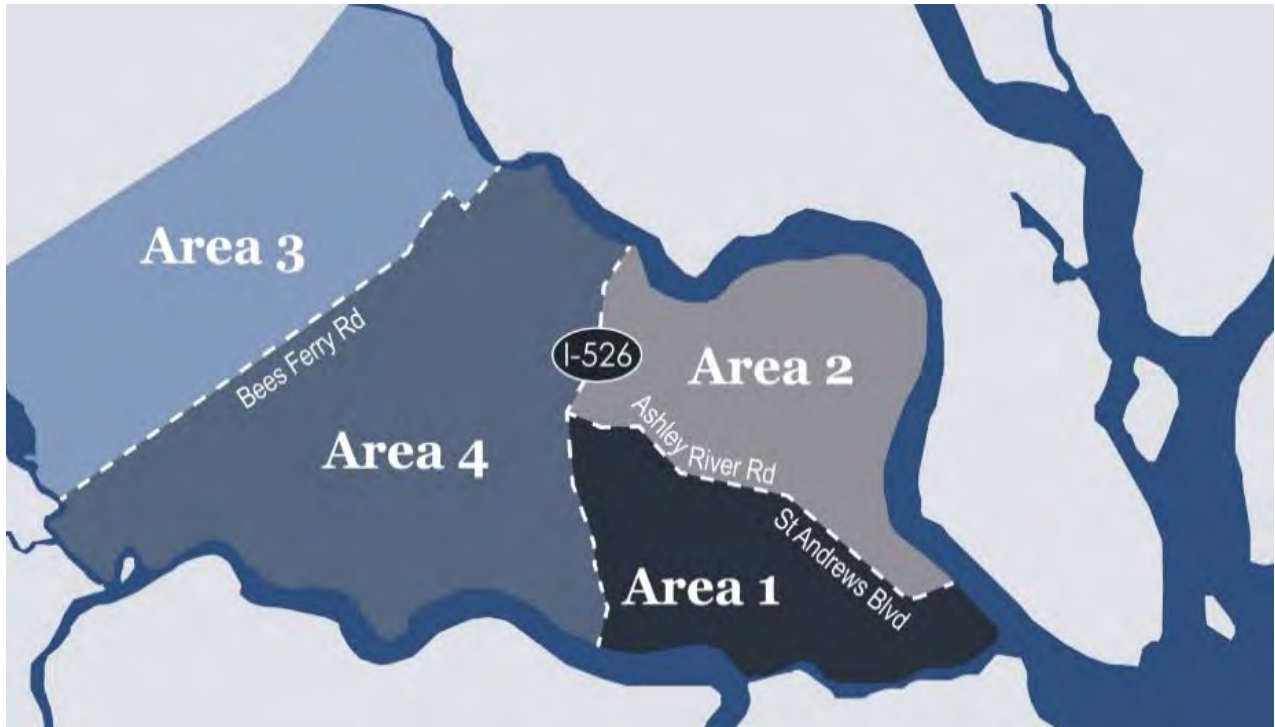 Area 3
Bees Ferry Rd
I-526
Area 2
Area 4
Ashley River Rd
St Andrews Blvd
Area 1